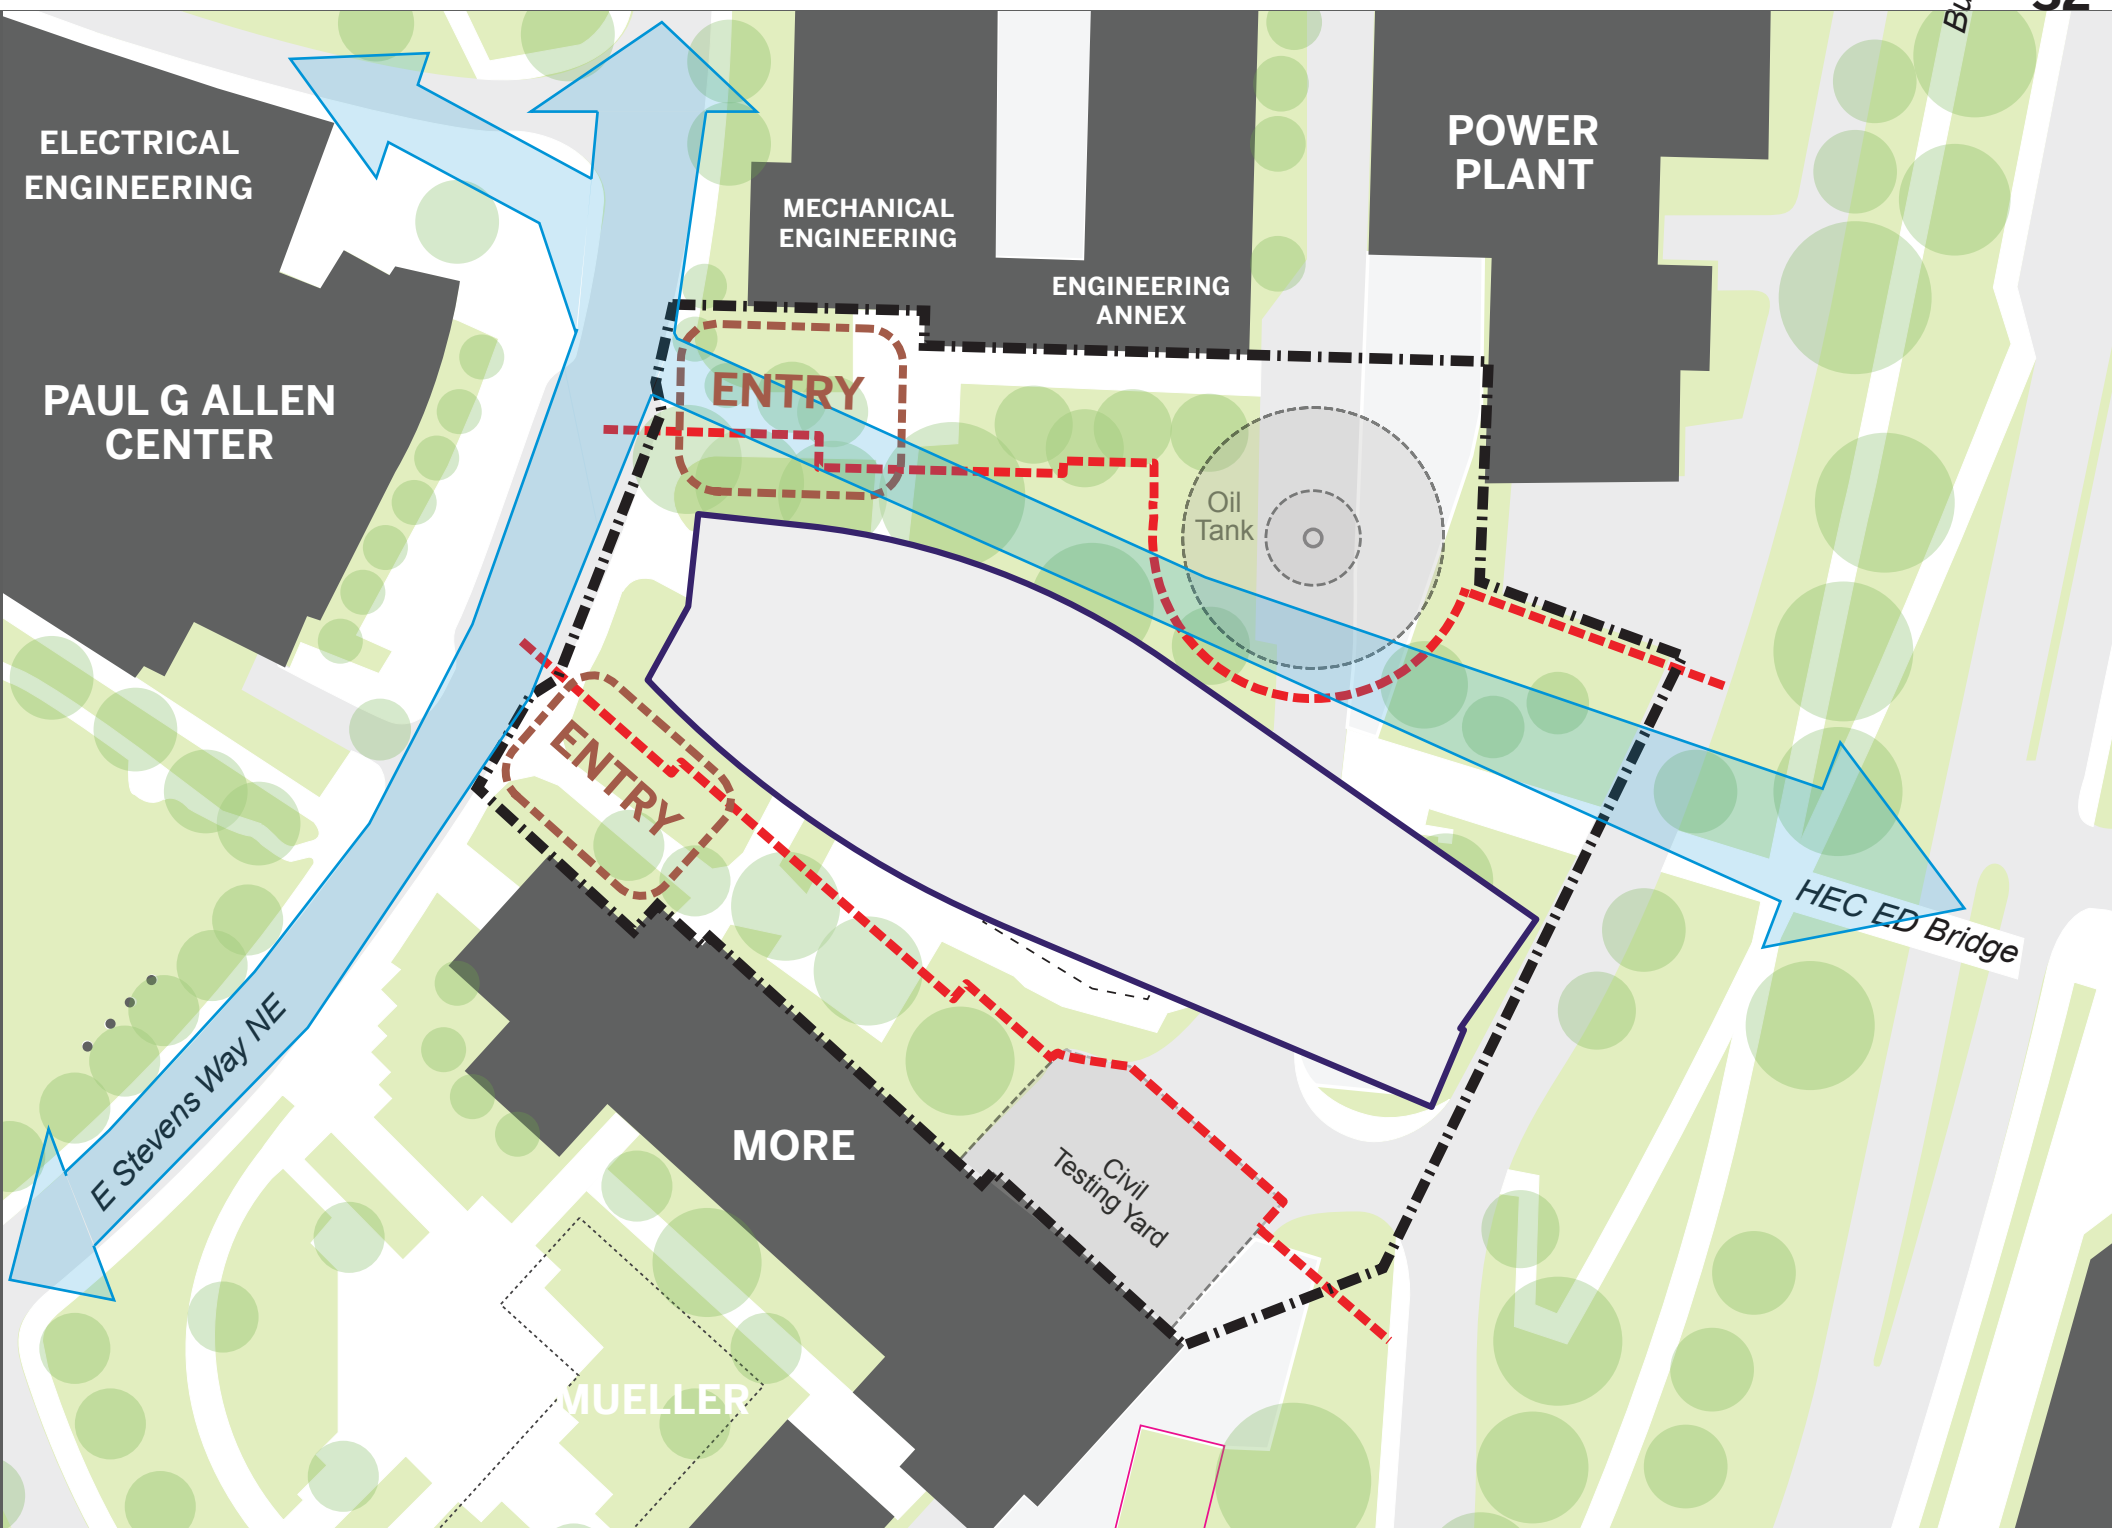 ELECTRICAL
ENGINEERING
PAUL G ALLEN
CENTER
MECHANICAL
ENGINEERING
ENGINEERING
ANNEX
POWER
PLANT
ENTRY
Oil
Tank
ENTRY
HEC ED Bridge
E Stevens Way NE
MORE
Civil
Testing Yard
MUELLER